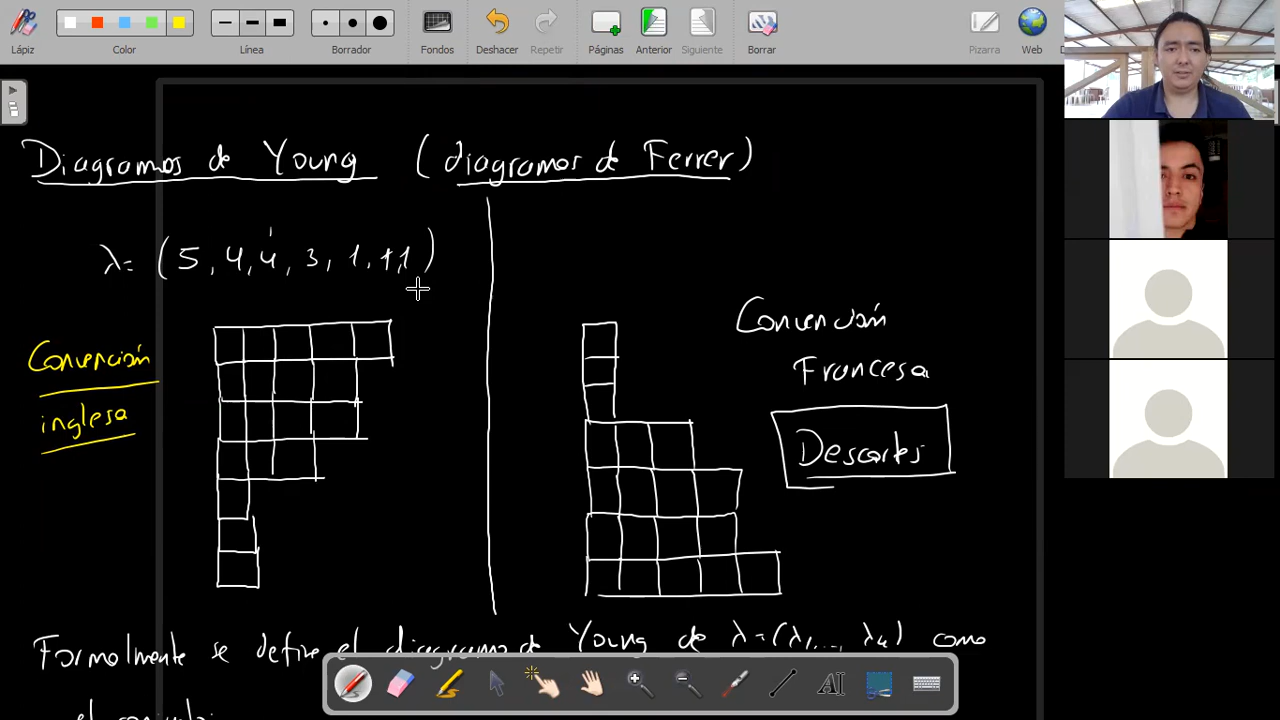 Lápiz Color Línea Borrador Fondos Deshacer Repetir Páginas Anterior Siguiente Borrar Pizarra Web
Diagramas de Young (diagramas de Ferrer)
λ= (5, 4, 4, 3, 1, 1, 1)
Convención
inglesa
Convención
Francesa
Descartes
Formalmente se define el diagrama de Young de λ=(λ1,..., λk) como
el conjunto